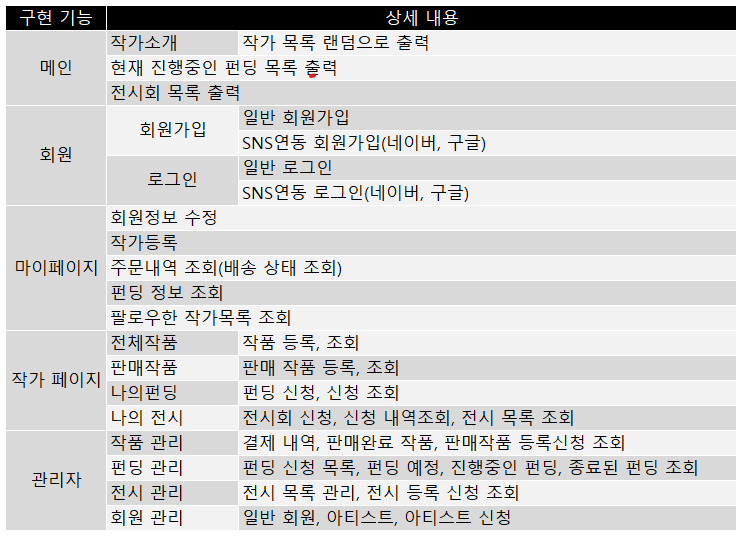 구현 기능 상세 내용
메인
작가소개 작가 목록 랜덤으로 출력
현재 진행중인 펀딩 목록 출력
전시회 목록 출력
회원
회원가입
일반 회원가입
SNS연동 회원가입(네이버, 구글)
로그인
일반 로그인
SNS연동 로그인(네이버, 구글)
마이페이지
회원정보 수정
작가등록
주문내역 조회(배송 상태 조회)
펀딩 정보 조회
팔로우한 작가목록 조회
작가 페이지
전체작품 작품 등록, 조회
판매작품 판매 작품 등록, 조회
나의펀딩 펀딩 신청, 신청 조회
나의 전시 전시회 신청, 신청 내역조회, 전시 목록 조회
관리자
작품 관리 결제 내역, 판매완료 작품, 판매작품 등록신청 조회
펀딩 관리 펀딩 신청 목록, 펀딩 예정, 진행중인 펀딩, 종료된 펀딩 조회
전시 관리 전시 목록 관리, 전시 등록 신청 조회
회원 관리 일반 회원, 아티스트, 아티스트 신청